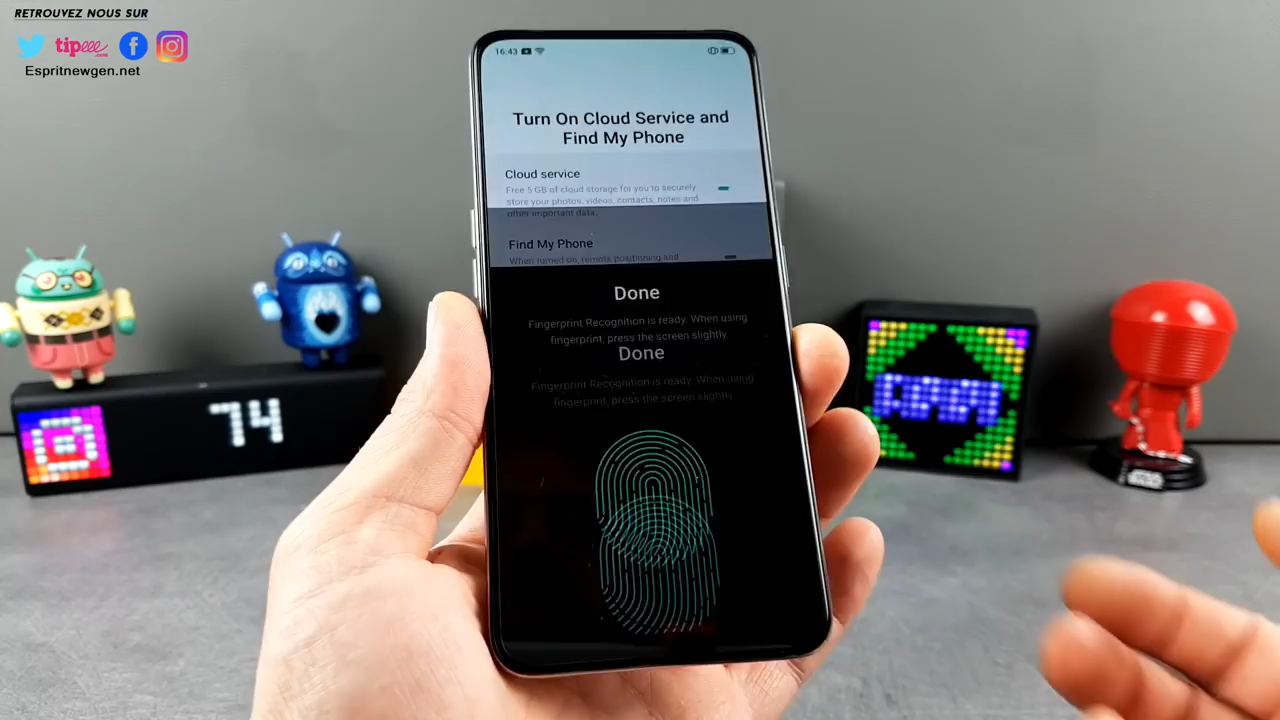 RETROUVEZ NOUS SUR
tipeee
.com
Espritnewgen.net
16:43
Turn On Cloud Service and
Find My Phone
Cloud service
Free 5 GB of cloud storage for you to securely
store your photos, videos, contacts, notes and
other important data.
Find My Phone
When turned on, remote positioning and
Done
Fingerprint Recognition is ready. When using
fingerprint, press the screen slightly.
Done
Fingerprint Recognition is ready. When using
fingerprint, press the screen slightly.
74
STAR
WARS